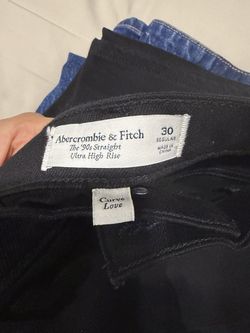 Abercrombie & Fitch
The '90s Straight
Ultra High Rise
30
REGULAR
MADE IN
CHINA
Curve
Love